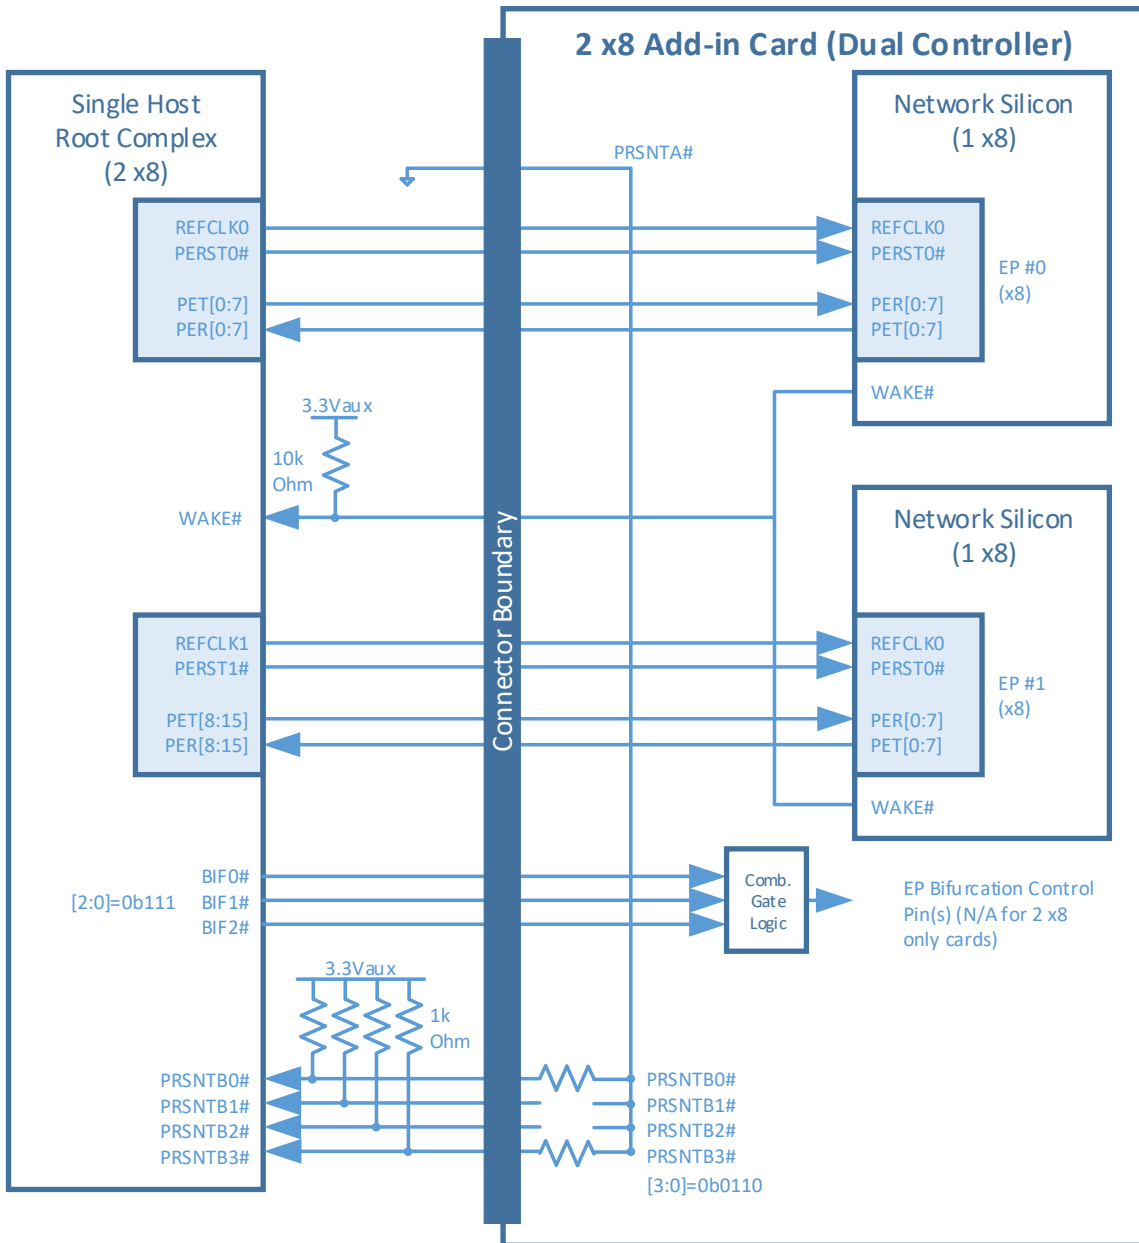 2 x8 Add-in Card (Dual Controller)
Single Host
Root Complex
(2 x8)
REFCLK0
PERST0#
PET[0:7]
PER[0:7]
3.3Vaux
10k
Ohm
WAKE#
REFCLK1
PERST1#
PET[8:15]
PER[8:15]
BIF0#
[2:0]=0b111
BIF1#
BIF2#
3.3Vaux
1k
Ohm
PRSNTB0#
PRSNTB1#
PRSNTB2#
PRSNTB3#
Connector Boundary
PRSNTA#
Network Silicon
(1 x8)
REFCLK0
PERST0#
PER[0:7]
PET[0:7]
EP #0
(x8)
WAKE#
Network Silicon
(1 x8)
REFCLK0
PERST0#
PER[0:7]
PET[0:7]
EP #1
(x8)
WAKE#
Comb.
Gate
Logic
EP Bifurcation Control
Pin(s) (N/A for 2 x8
only cards)
PRSNTB0#
PRSNTB1#
PRSNTB2#
PRSNTB3#
[3:0]=0b0110